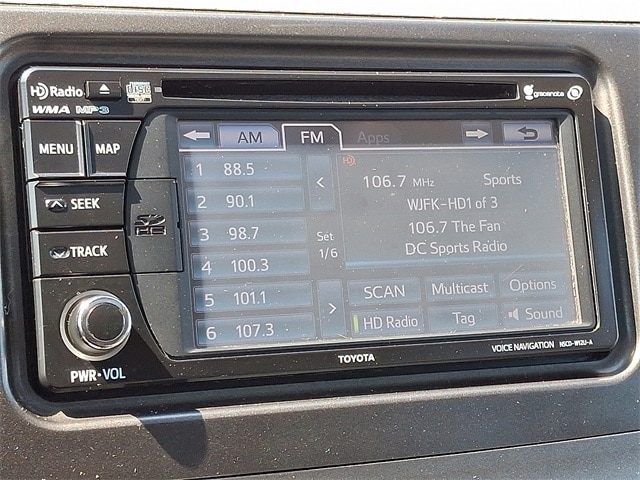 HD Radio
WMA MP3
gracenote
MENU
MAP
SEEK
TRACK
PWR•VOL
AM
FM
Apps
1 88.5
2 90.1
3 98.7
4 100.3
5 101.1
6 107.3
Set
1/6
HD
106.7 MHz
Sports
WJFK-HD1 of 3
106.7 The Fan
DC Sports Radio
SCAN
Multicast
Options
HD Radio
Tag
Sound
TOYOTA
VOICE NAVIGATION